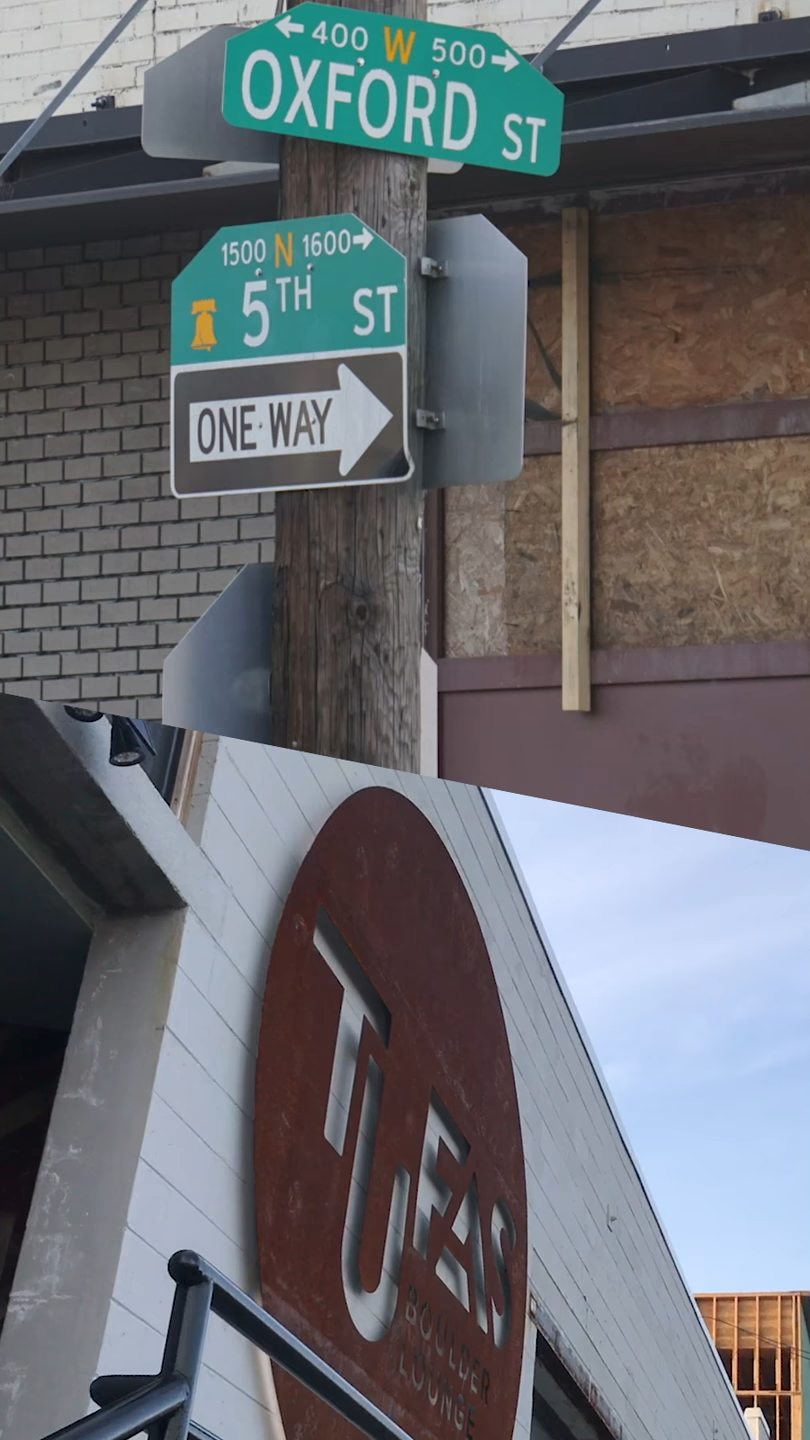 ← 400 W 500 →
OXFORD ST
1500 N 1600 →
5TH ST
ONE WAY
TUFAS
BOULDER
LOUNGE